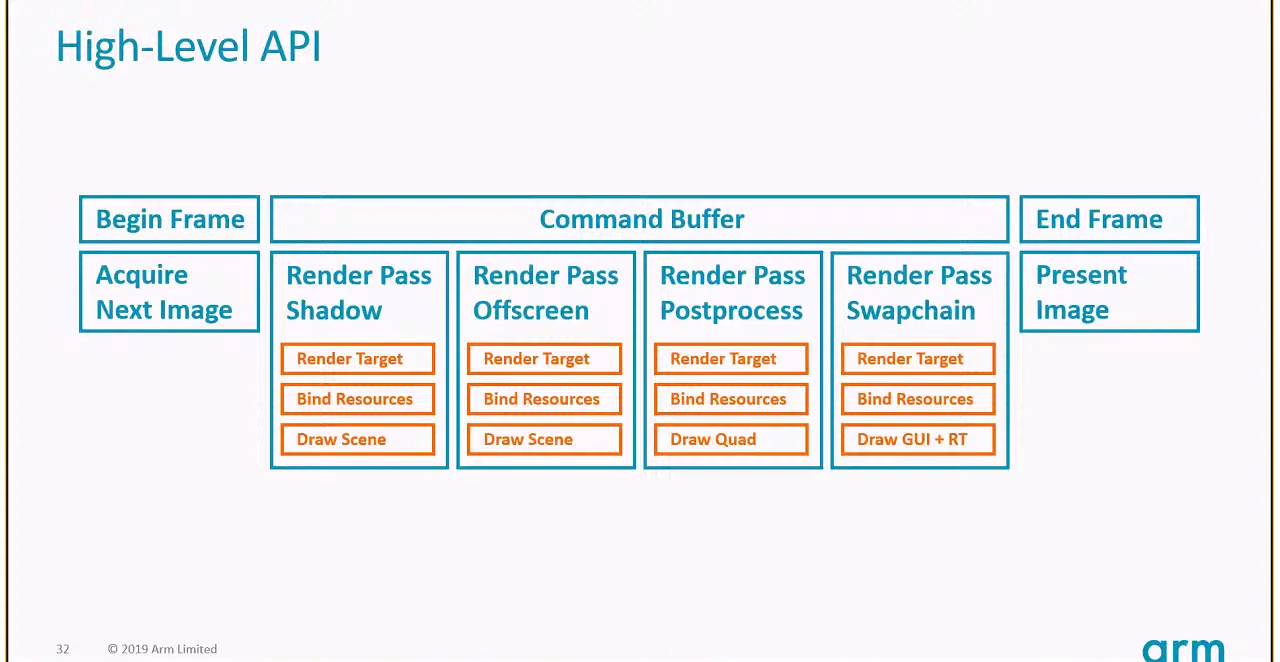 High-Level API
Begin Frame
Command Buffer
End Frame
Acquire
Next Image
Render Pass
Shadow
Render Target
Bind Resources
Draw Scene
Render Pass
Offscreen
Render Target
Bind Resources
Draw Scene
Render Pass
Postprocess
Render Target
Bind Resources
Draw Quad
Render Pass
Swapchain
Render Target
Bind Resources
Draw GUI + RT
Present
Image
32 © 2019 Arm Limited
arm